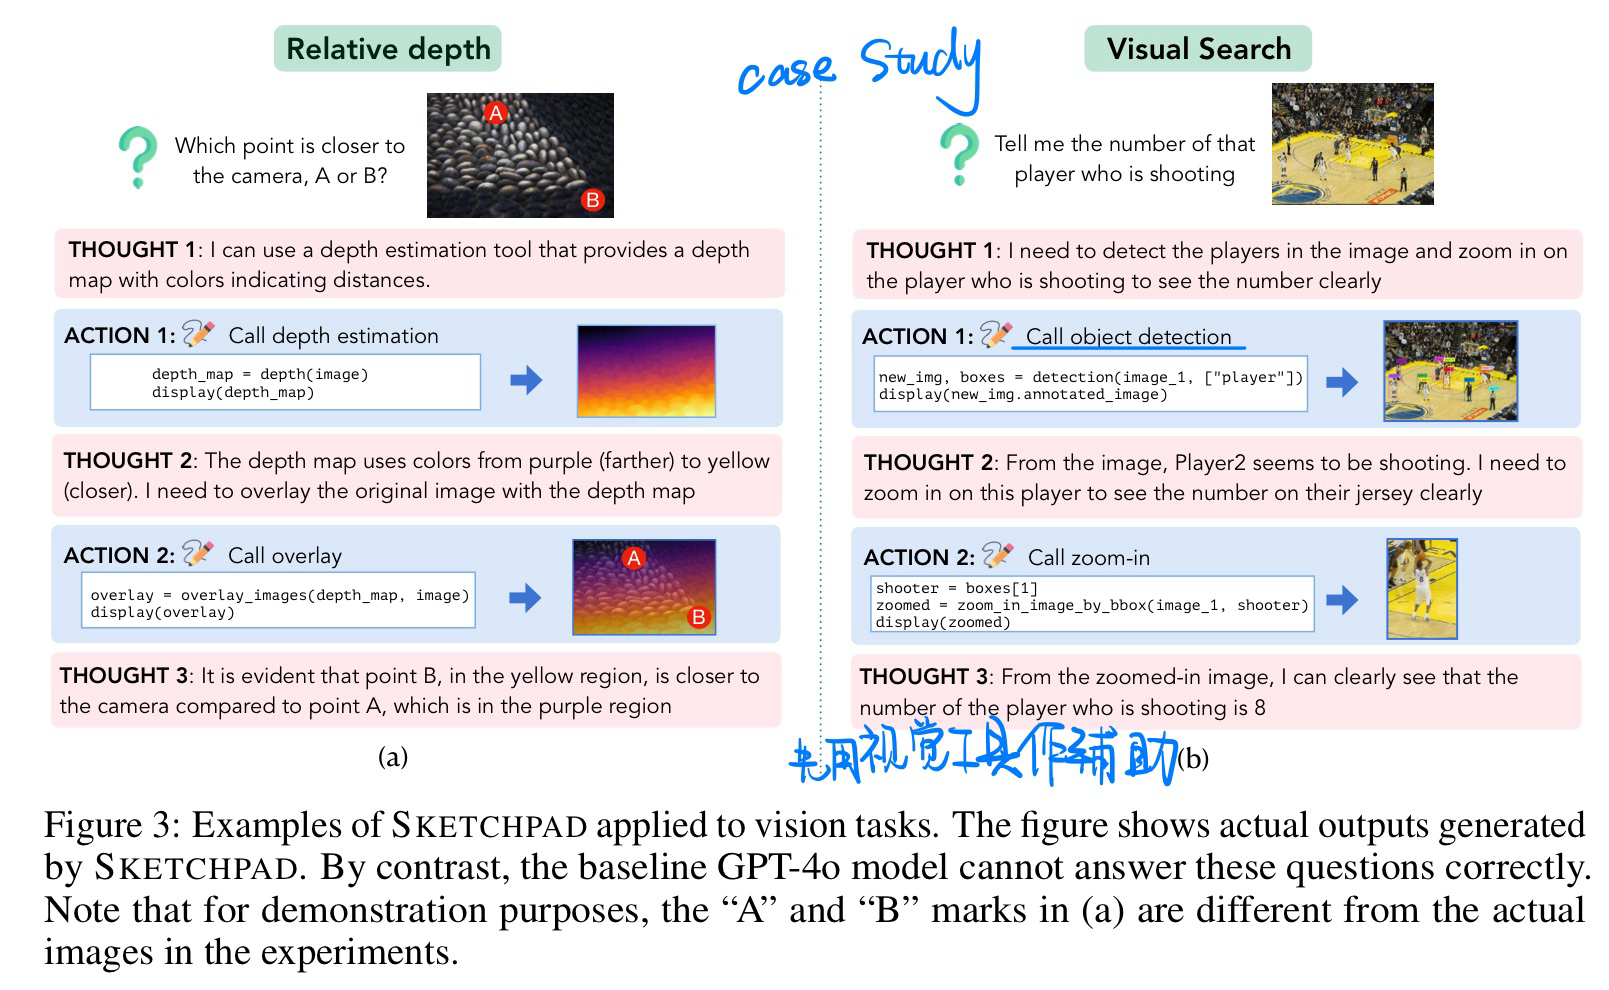 case Study
Relative depth
Which point is closer to
the camera, A or B?
A
B
THOUGHT 1: I can use a depth estimation tool that provides a depth
map with colors indicating distances.
ACTION 1: Call depth estimation
depth_map = depth(image)
display(depth_map)
THOUGHT 2: The depth map uses colors from purple (farther) to yellow
(closer). I need to overlay the original image with the depth map
ACTION 2: Call overlay
overlay = overlay_images(depth_map, image)
display(overlay)
A
B
THOUGHT 3: It is evident that point B, in the yellow region, is closer to
the camera compared to point A, which is in the purple region
(a)
Visual Search
Tell me the number of that
player who is shooting
THOUGHT 1: I need to detect the players in the image and zoom in on
the player who is shooting to see the number clearly
ACTION 1: Call object detection
new_img, boxes = detection(image_1, ["player"])
display(new_img.annotated_image)
THOUGHT 2: From the image, Player2 seems to be shooting. I need to
zoom in on this player to see the number on their jersey clearly
ACTION 2: Call zoom-in
shooter = boxes[1]
zoomed = zoom_in_image_by_bbox(image_1, shooter)
display(zoomed)
THOUGHT 3: From the zoomed-in image, I can clearly see that the
number of the player who is shooting is 8
用视觉工具作辅助
(b)
Figure 3: Examples of SKETCHPAD applied to vision tasks. The figure shows actual outputs generated
by SKETCHPAD. By contrast, the baseline GPT-4o model cannot answer these questions correctly.
Note that for demonstration purposes, the “A” and “B” marks in (a) are different from the actual
images in the experiments.